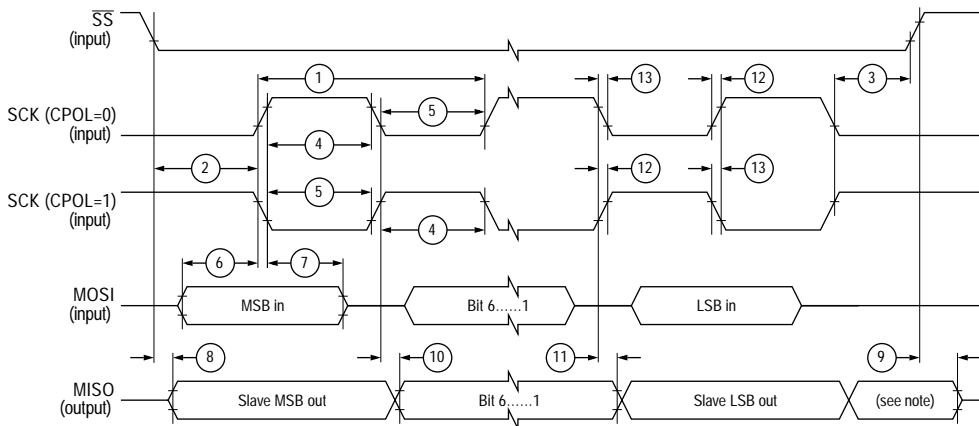 SS
(input)
1
13
12
3
SCK (CPOL=0)
(input)
5
4
2
12
13
SCK (CPOL=1)
(input)
5
4
6
7
MOSI
(input)
MSB in
Bit 6......1
LSB in
8
10
11
9
MISO
(output)
Slave MSB out
Bit 6......1
Slave LSB out
(see note)